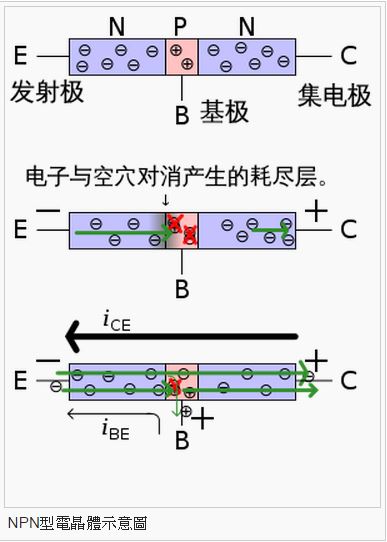 N P N
E C
发射极 B 基极 集电极
电子与空穴对消产生的耗尽层。
− +
E C
B
iCE
− +
E C
iBE B +
NPN型電晶體示意圖